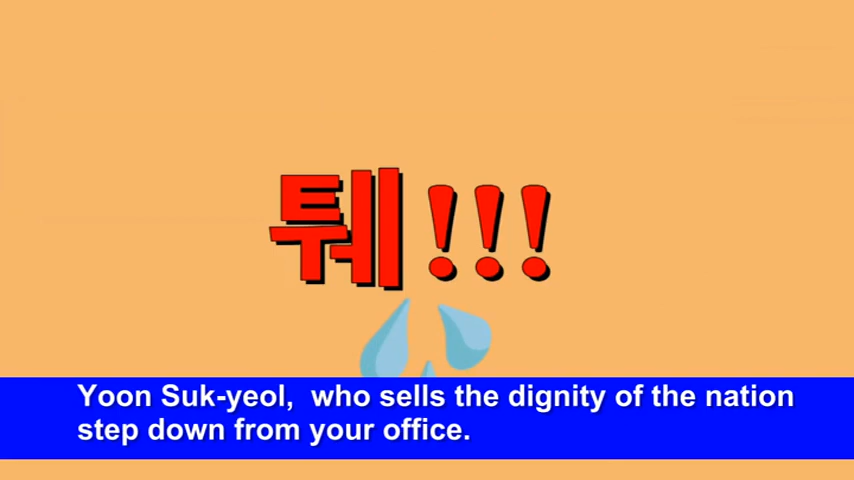 퉤!!!
Yoon Suk-yeol,  who sells the dignity of the nation
step down from your office.